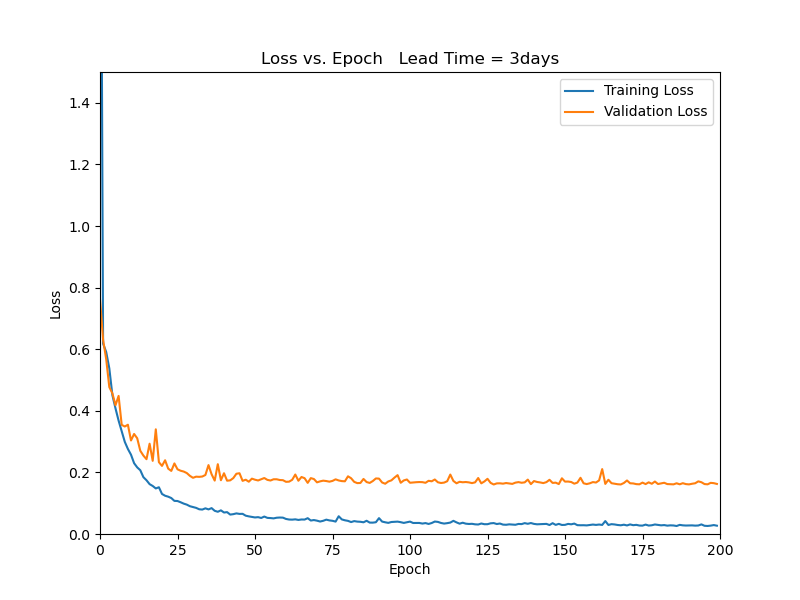 Loss vs. Epoch   Lead Time = 3days
Training Loss
Validation Loss
Loss
1.4
1.2
1.0
0.8
0.6
0.4
0.2
0.0
0 25 50 75 100 125 150 175 200
Epoch